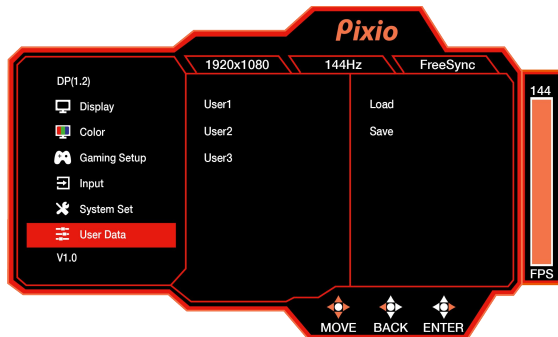 Pixio
1920x1080 144Hz FreeSync
DP(1.2)
Display
Color
Gaming Setup
Input
System Set
User Data
V1.0
User1
User2
User3
Load
Save
144
FPS
MOVE BACK ENTER